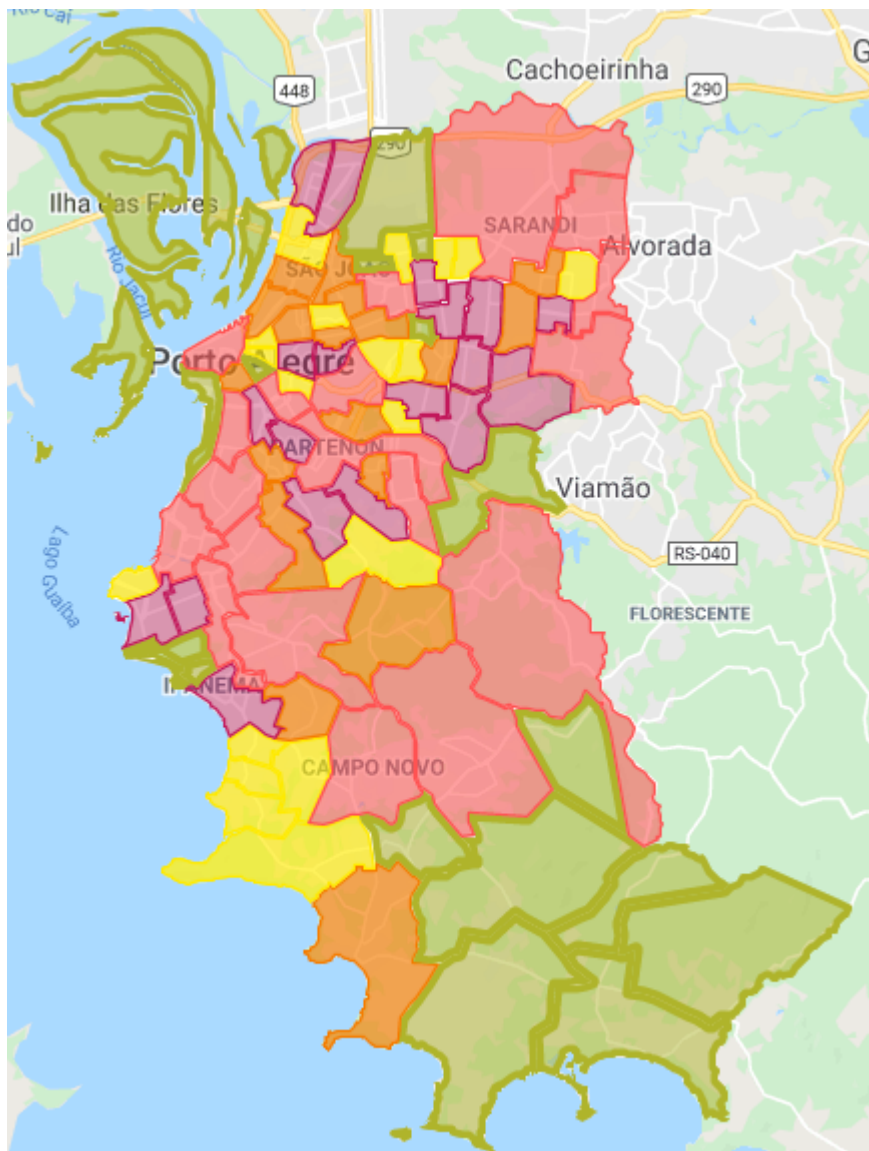 Rio Caí
Cachoeirinha
G
448
290
290
Ilha das Flores
do
ul
SARANDI
Alvorada
Rio Jacuí
SÃO JOÃO
Porto Alegre
PARTENON
Viamão
Lago Guaíba
RS-040
FLORESCENTE
IPANEMA
CAMPO NOVO